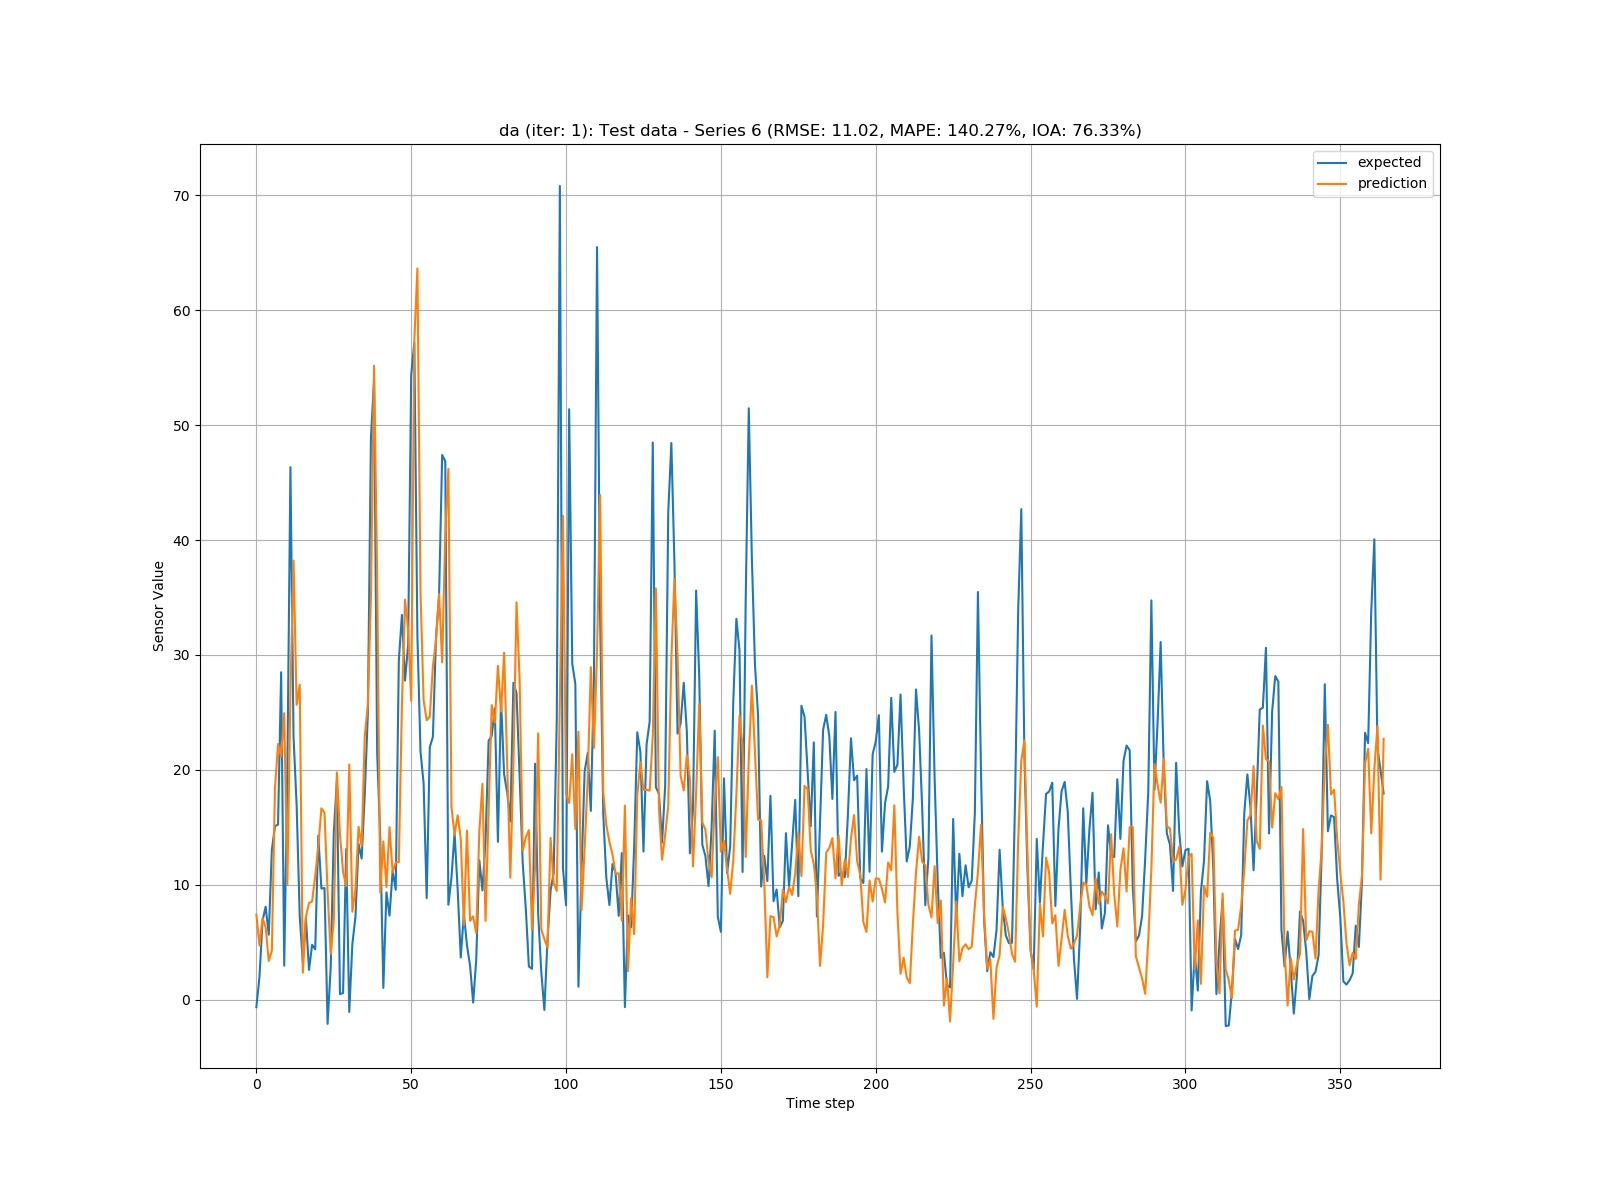 da (iter: 1): Test data - Series 6 (RMSE: 11.02, MAPE: 140.27%, IOA: 76.33%)
expected
prediction
70
60
50
40
30
20
10
0
Sensor Value
0 50 100 150 200 250 300 350
Time step